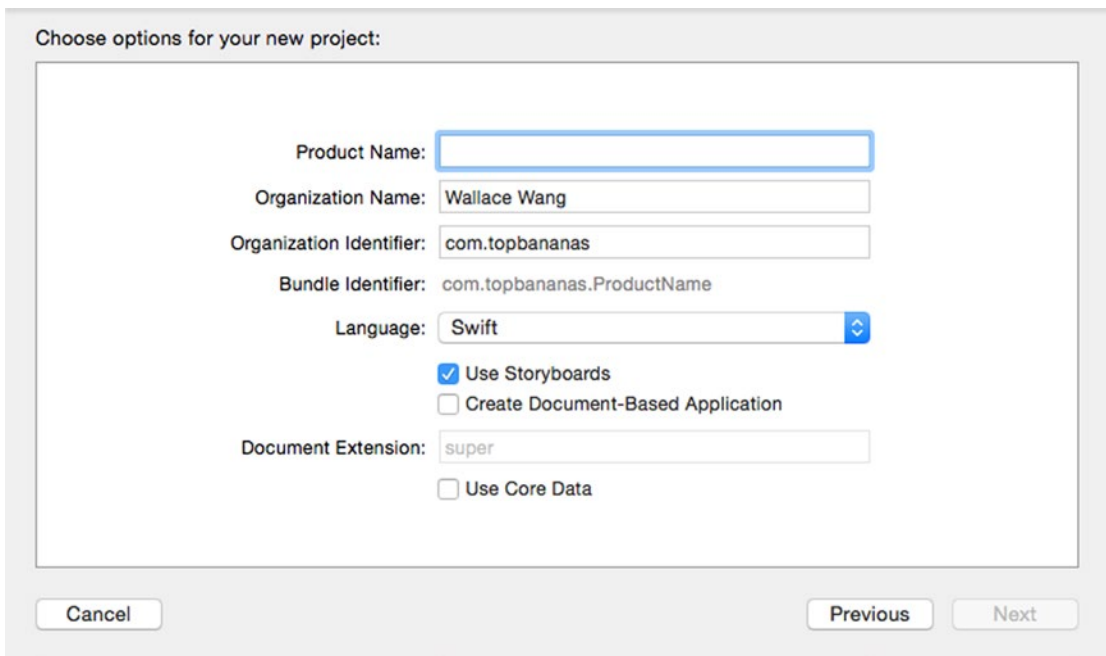 Choose options for your new project:
Product Name:
Organization Name: Wallace Wang
Organization Identifier: com.topbananas
Bundle Identifier: com.topbananas.ProductName
Language: Swift
Use Storyboards
Create Document-Based Application
Document Extension: super
Use Core Data
Cancel Previous Next